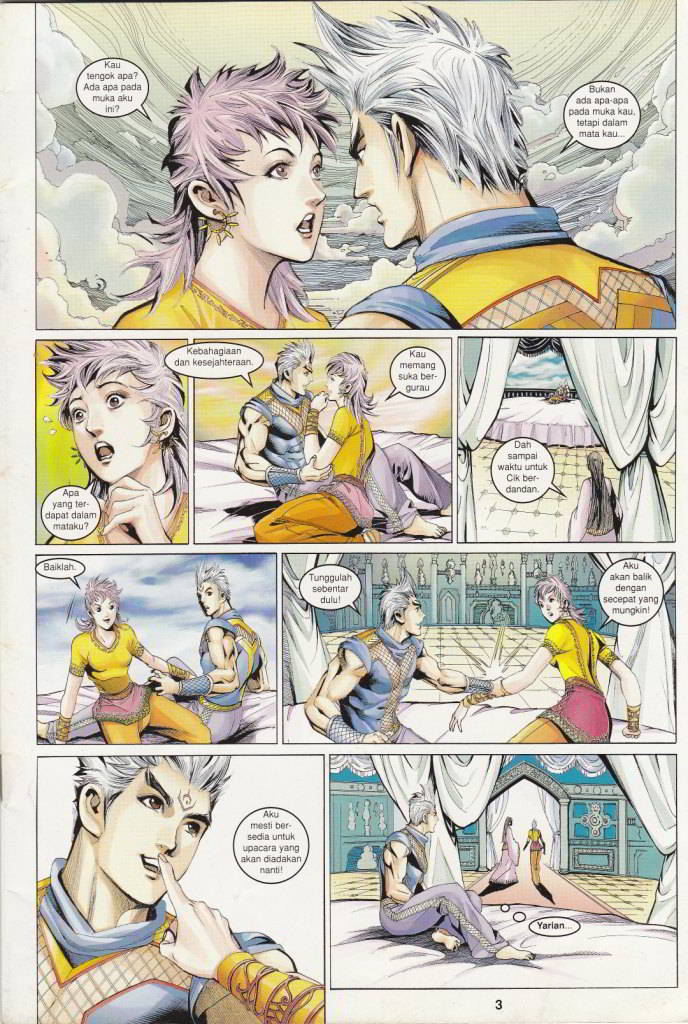 Kau
tengok apa?
Ada apa pada
muka aku
ini?
Bukan
ada apa-apa
pada muka kau,
tetapi dalam
mata kau...
Apa
yang ter-
dapat dalam
mataku?
Kebahagiaan
dan kesejahteraan.
Kau
memang
suka ber-
gurau
Dah
sampai
waktu untuk
Cik ber-
dandan.
Baiklah.
Tunggulah
sebentar
dulu!
Aku
akan balik
dengan
secepat yang
mungkin!
Aku
mesti ber-
sedia untuk
upacara yang
akan diadakan
nanti!
Yarian...
3